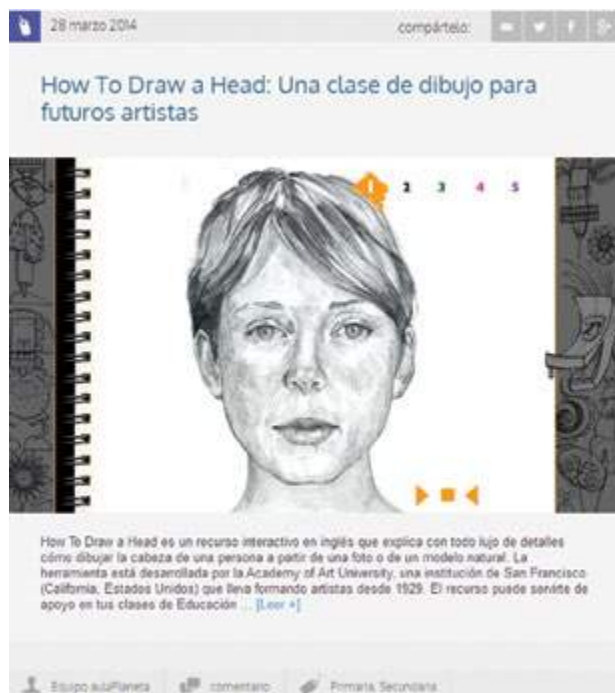 28 marzo 2014
compártelo:
How To Draw a Head: Una clase de dibujo para
futuros artistas
1 2 3 4 5
How To Draw a Head es un recurso interactivo en inglés que explica con todo lujo de detalles
cómo dibujar la cabeza de una persona a partir de una foto o de un modelo natural. La
herramienta está desarrollada por la Academy of Art University, una institución de San Francisco
(California, Estados Unidos) que lleva formando artistas desde 1929. El recurso puede servirte de
apoyo en tus clases de Educación ... [Leer +]
Equipo aulaPlaneta
comentario
Primaria, Secundaria